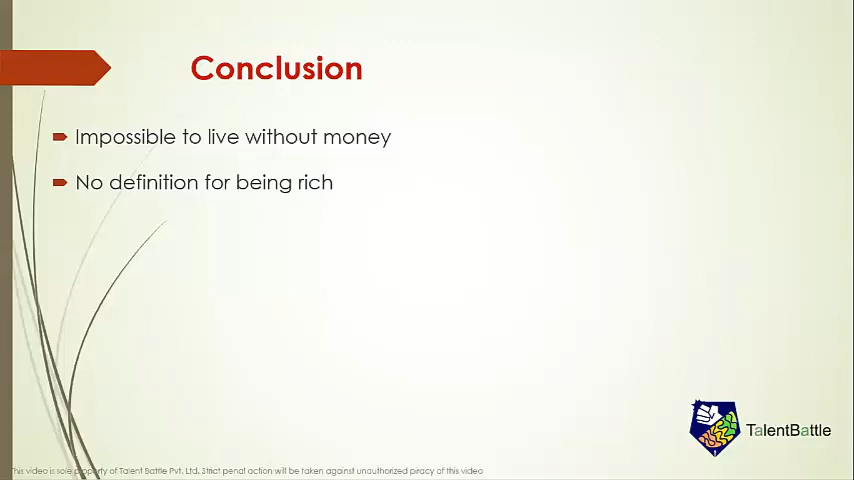 Conclusion
Impossible to live without money
No definition for being rich
TalentBattle
This video is sole property of Talent Battle Pvt. Ltd. Strict penal action will be taken against unauthorized piracy of this video